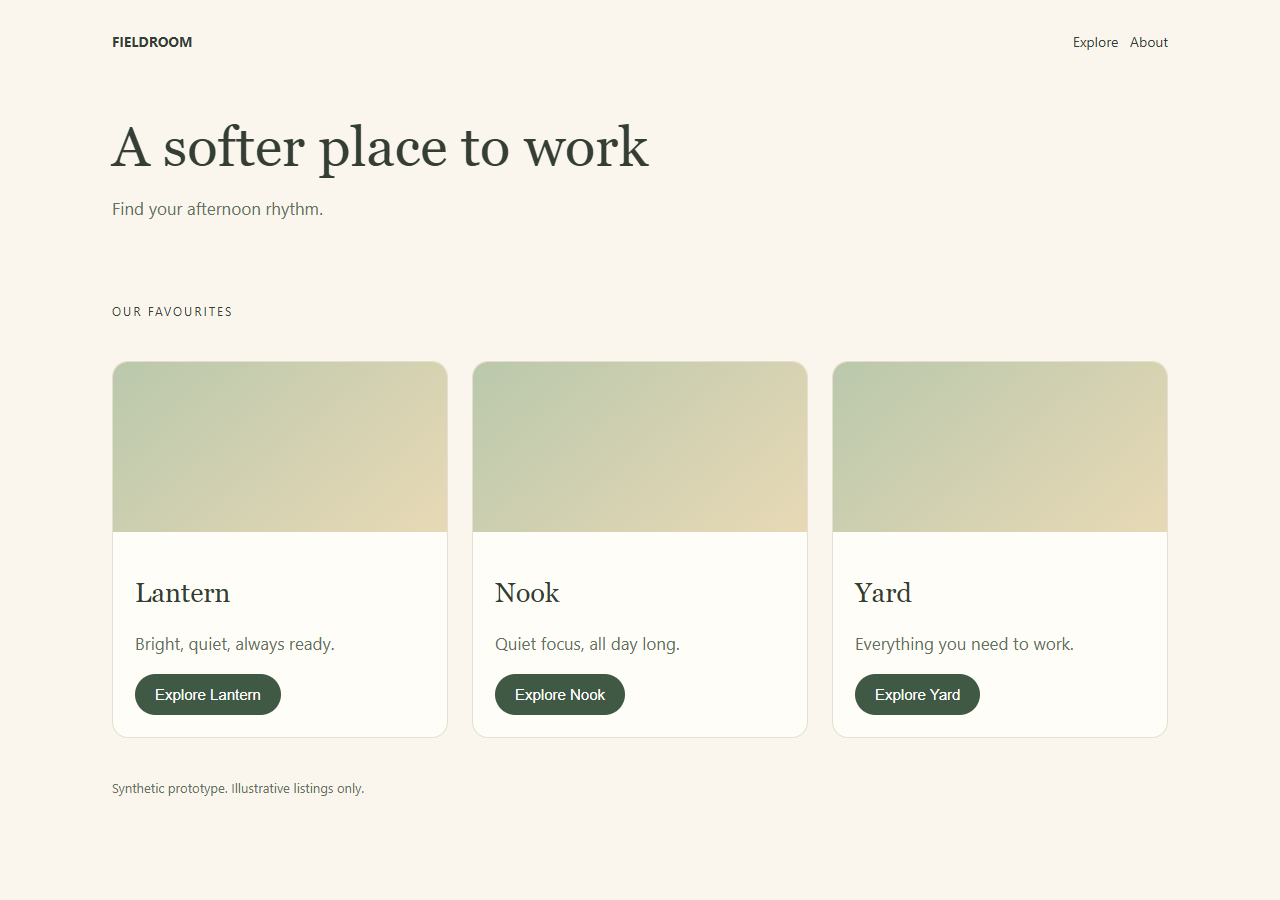 FIELDROOM
Explore About
A softer place to work
Find your afternoon rhythm.
OUR FAVOURITES
Lantern
Bright, quiet, always ready.
Explore Lantern
Nook
Quiet focus, all day long.
Explore Nook
Yard
Everything you need to work.
Explore Yard
Synthetic prototype. Illustrative listings only.